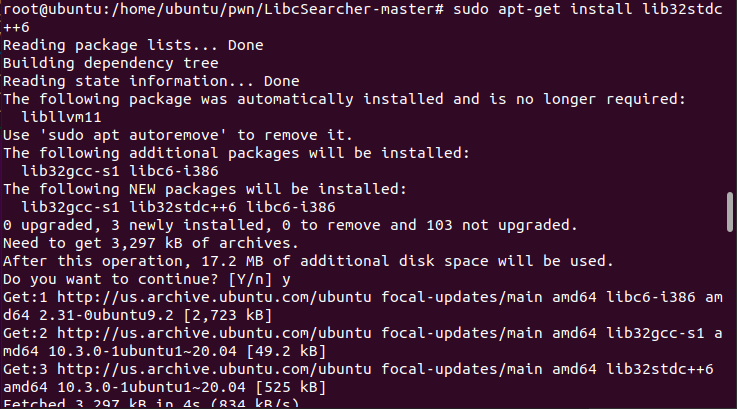 root@ubuntu:/home/ubuntu/pwn/LibcSearcher-master# sudo apt-get install lib32stdc
++6
Reading package lists... Done
Building dependency tree
Reading state information... Done
The following package was automatically installed and is no longer required:
  libllvm11
Use 'sudo apt autoremove' to remove it.
The following additional packages will be installed:
  lib32gcc-s1 libc6-i386
The following NEW packages will be installed:
  lib32gcc-s1 lib32stdc++6 libc6-i386
0 upgraded, 3 newly installed, 0 to remove and 103 not upgraded.
Need to get 3,297 kB of archives.
After this operation, 17.2 MB of additional disk space will be used.
Do you want to continue? [Y/n] y
Get:1 http://us.archive.ubuntu.com/ubuntu focal-updates/main amd64 libc6-i386 am
d64 2.31-0ubuntu9.2 [2,723 kB]
Get:2 http://us.archive.ubuntu.com/ubuntu focal-updates/main amd64 lib32gcc-s1 a
md64 10.3.0-1ubuntu1~20.04 [49.2 kB]
Get:3 http://us.archive.ubuntu.com/ubuntu focal-updates/main amd64 lib32stdc++6
amd64 10.3.0-1ubuntu1~20.04 [525 kB]
Fetched 3,297 kB in 4s (834 kB/s)